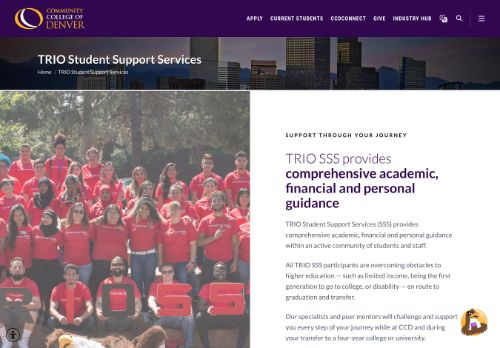 COMMUNITY
COLLEGE OF
DENVER
APPLY CURRENT STUDENTS CCDCONNECT GIVE INDUSTRY HUB
TRIO Student Support Services
Home / TRIO Student Support Services
SUPPORT THROUGH YOUR JOURNEY
TRIO SSS provides
comprehensive academic,
financial and personal
guidance
TRIO Student Support Services (SSS) provides
comprehensive academic, financial and personal guidance
within an active community of students and staff.
All TRIO SSS participants are overcoming obstacles to
higher education — such as limited income, being the first
generation to go to college, or disability — en route to
graduation and transfer.
Our specialists and peer mentors will challenge and support
you every step of your journey while at CCD and during
your transfer to a four-year college or university.